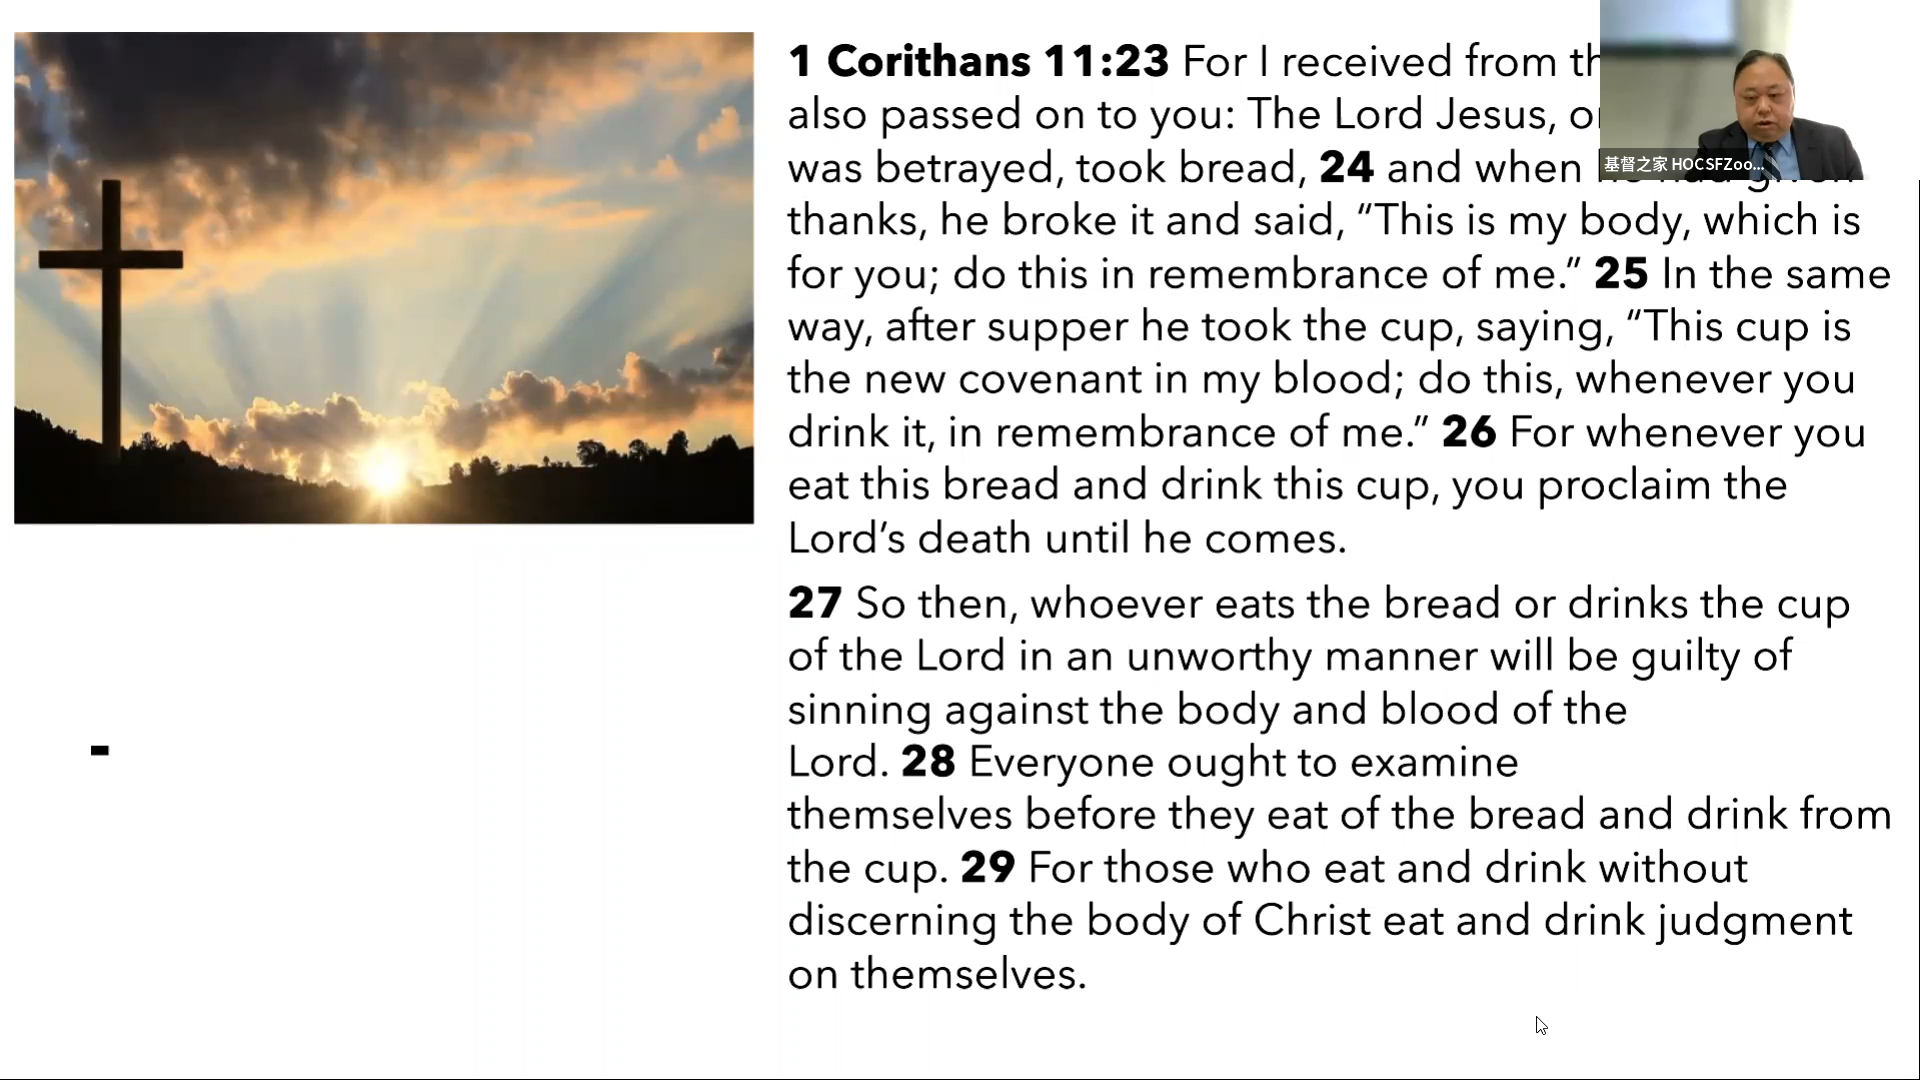 1 Corithans 11:23 For I received from
also passed on to you: The Lord Jesus,
was betrayed, took bread, 24 and when
thanks, he broke it and said, “This is my body, which is
for you; do this in remembrance of me.” 25 In the same
way, after supper he took the cup, saying, “This cup is
the new covenant in my blood; do this, whenever you
drink it, in remembrance of me.” 26 For whenever you
eat this bread and drink this cup, you proclaim the
Lord’s death until he comes.
27 So then, whoever eats the bread or drinks the cup
of the Lord in an unworthy manner will be guilty of
sinning against the body and blood of the
Lord. 28 Everyone ought to examine
themselves before they eat of the bread and drink from
the cup. 29 For those who eat and drink without
discerning the body of Christ eat and drink judgment
on themselves.
-
基督之家 HOCSFZoo...